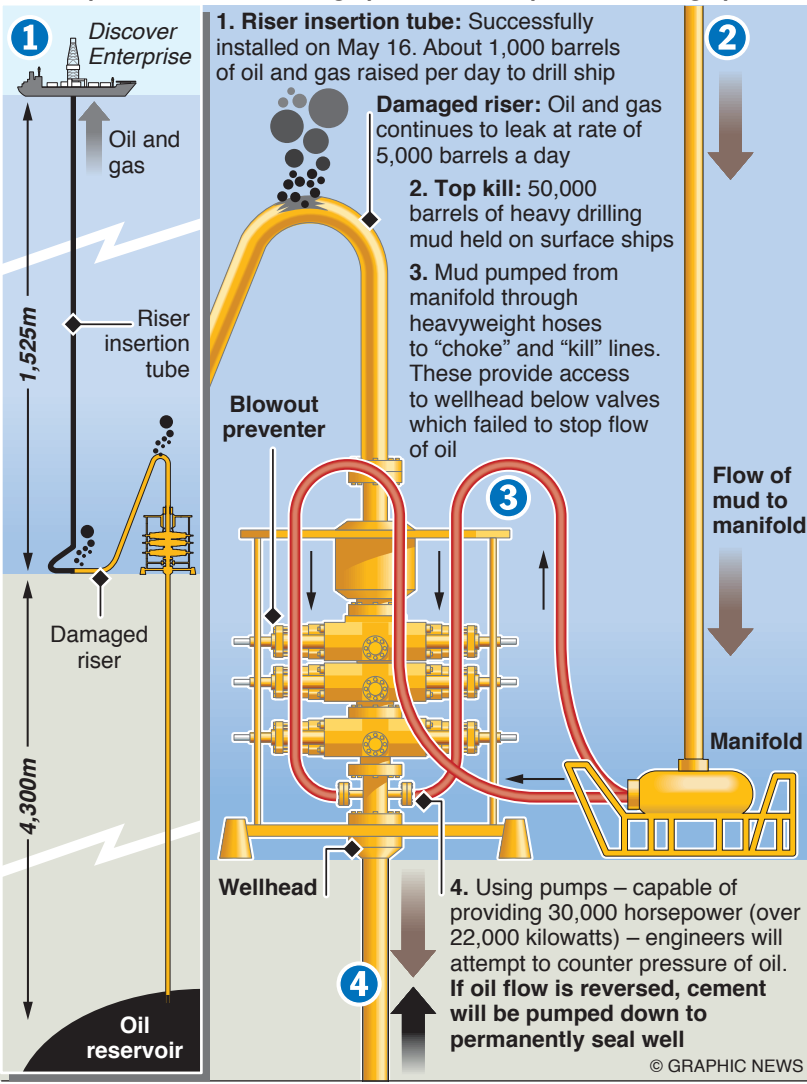 1
Discover
Enterprise
Oil and
gas
1,525m
Riser
insertion
tube
Damaged
riser
4,300m
Oil
reservoir
1. Riser insertion tube: Successfully
installed on May 16. About 1,000 barrels
of oil and gas raised per day to drill ship
Damaged riser: Oil and gas
continues to leak at rate of
5,000 barrels a day
2. Top kill: 50,000
barrels of heavy drilling
mud held on surface ships
3. Mud pumped from
manifold through
heavyweight hoses
to “choke” and “kill” lines.
These provide access
to wellhead below valves
which failed to stop flow
of oil
Blowout
preventer
3
2
Flow of
mud to
manifold
Manifold
Wellhead
4
4. Using pumps – capable of
providing 30,000 horsepower (over
22,000 kilowatts) – engineers will
attempt to counter pressure of oil.
If oil flow is reversed, cement
will be pumped down to
permanently seal well
© GRAPHIC NEWS